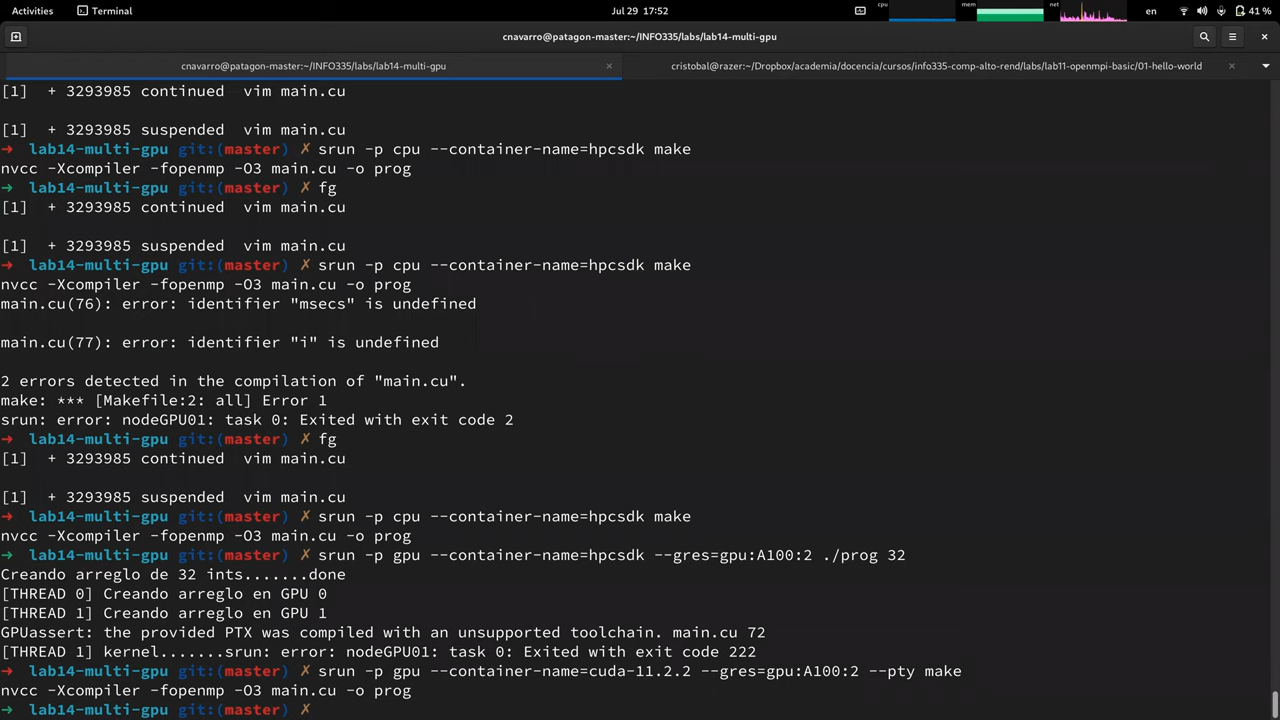 Activities Terminal Jul 29 17:52 cpu mem net en 41 %
cnavarro@patagon-master:~/INFO335/labs/lab14-multi-gpu
cnavarro@patagon-master:~/INFO335/labs/lab14-multi-gpu × cristobal@razer:~/Dropbox/academia/docencia/cursos/info335-comp-alto-rend/labs/lab11-openmpi-basic/01-hello-world ×
[1]  + 3293985 continued  vim main.cu
[1]  + 3293985 suspended  vim main.cu
➜  lab14-multi-gpu git:(master) ✗ srun -p cpu --container-name=hpcsdk make
nvcc -Xcompiler -fopenmp -O3 main.cu -o prog
➜  lab14-multi-gpu git:(master) ✗ fg
[1]  + 3293985 continued  vim main.cu
[1]  + 3293985 suspended  vim main.cu
➜  lab14-multi-gpu git:(master) ✗ srun -p cpu --container-name=hpcsdk make
nvcc -Xcompiler -fopenmp -O3 main.cu -o prog
main.cu(76): error: identifier "msecs" is undefined
main.cu(77): error: identifier "i" is undefined
2 errors detected in the compilation of "main.cu".
make: *** [Makefile:2: all] Error 1
srun: error: nodeGPU01: task 0: Exited with exit code 2
➜  lab14-multi-gpu git:(master) ✗ fg
[1]  + 3293985 continued  vim main.cu
[1]  + 3293985 suspended  vim main.cu
➜  lab14-multi-gpu git:(master) ✗ srun -p cpu --container-name=hpcsdk make
nvcc -Xcompiler -fopenmp -O3 main.cu -o prog
➜  lab14-multi-gpu git:(master) ✗ srun -p gpu --container-name=hpcsdk --gres=gpu:A100:2 ./prog 32
Creando arreglo de 32 ints.......done
[THREAD 0] Creando arreglo en GPU 0
[THREAD 1] Creando arreglo en GPU 1
GPUassert: the provided PTX was compiled with an unsupported toolchain. main.cu 72
[THREAD 1] kernel.......srun: error: nodeGPU01: task 0: Exited with exit code 222
➜  lab14-multi-gpu git:(master) ✗ srun -p gpu --container-name=cuda-11.2.2 --gres=gpu:A100:2 --pty make
nvcc -Xcompiler -fopenmp -O3 main.cu -o prog
➜  lab14-multi-gpu git:(master) ✗